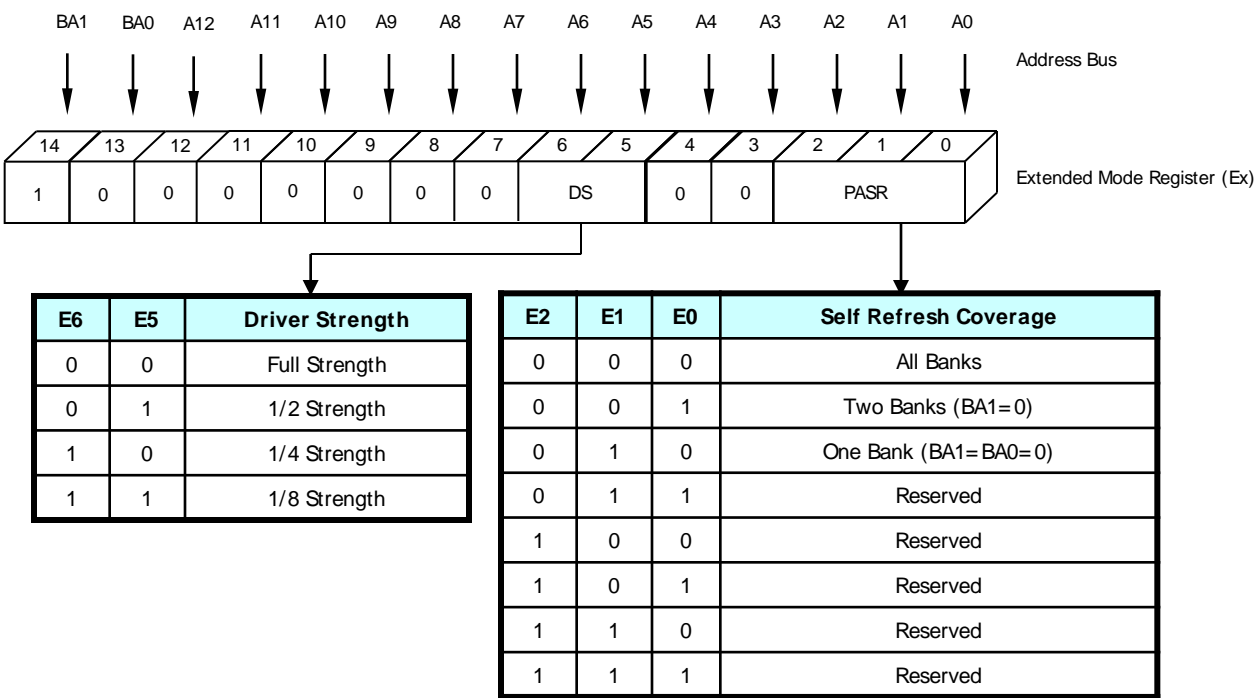 BA1 BA0 A12 A11 A10 A9 A8 A7 A6 A5 A4 A3 A2 A1 A0
Address Bus
14 13 12 11 10 9 8 7 6 5 4 3 2 1 0
1 0 0 0 0 0 0 0 DS 0 0 PASR
Extended Mode Register (Ex)
E6 E5 Driver Strength
0 0 Full Strength
0 1 1/2 Strength
1 0 1/4 Strength
1 1 1/8 Strength
E2 E1 E0 Self Refresh Coverage
0 0 0 All Banks
0 0 1 Two Banks (BA1=0)
0 1 0 One Bank (BA1=BA0=0)
0 1 1 Reserved
1 0 0 Reserved
1 0 1 Reserved
1 1 0 Reserved
1 1 1 Reserved